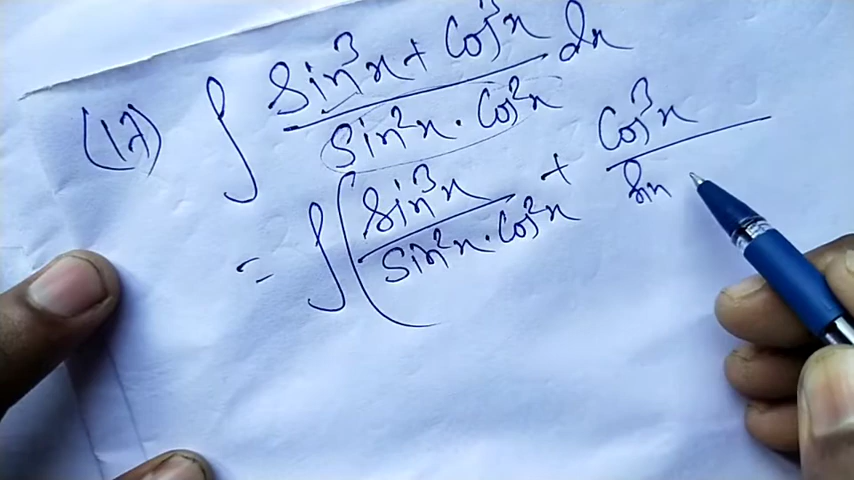 (17) ∫ (sin³x + cos³x)/(sin²x · cos²x) dx
= ∫ ( sin³x/(sin²x · cos²x) + cos³x/sin